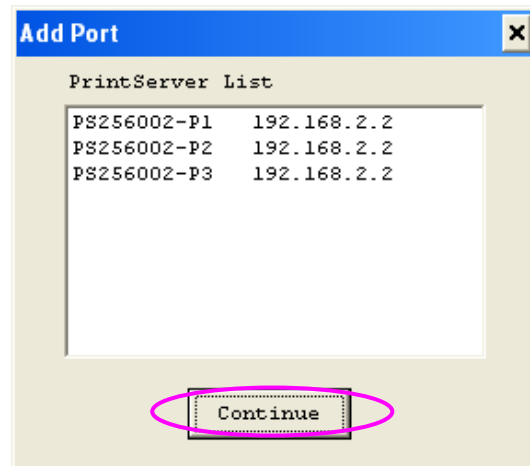 Add Port
PrintServer List
PS256002-P1 192.168.2.2
PS256002-P2 192.168.2.2
PS256002-P3 192.168.2.2
Continue